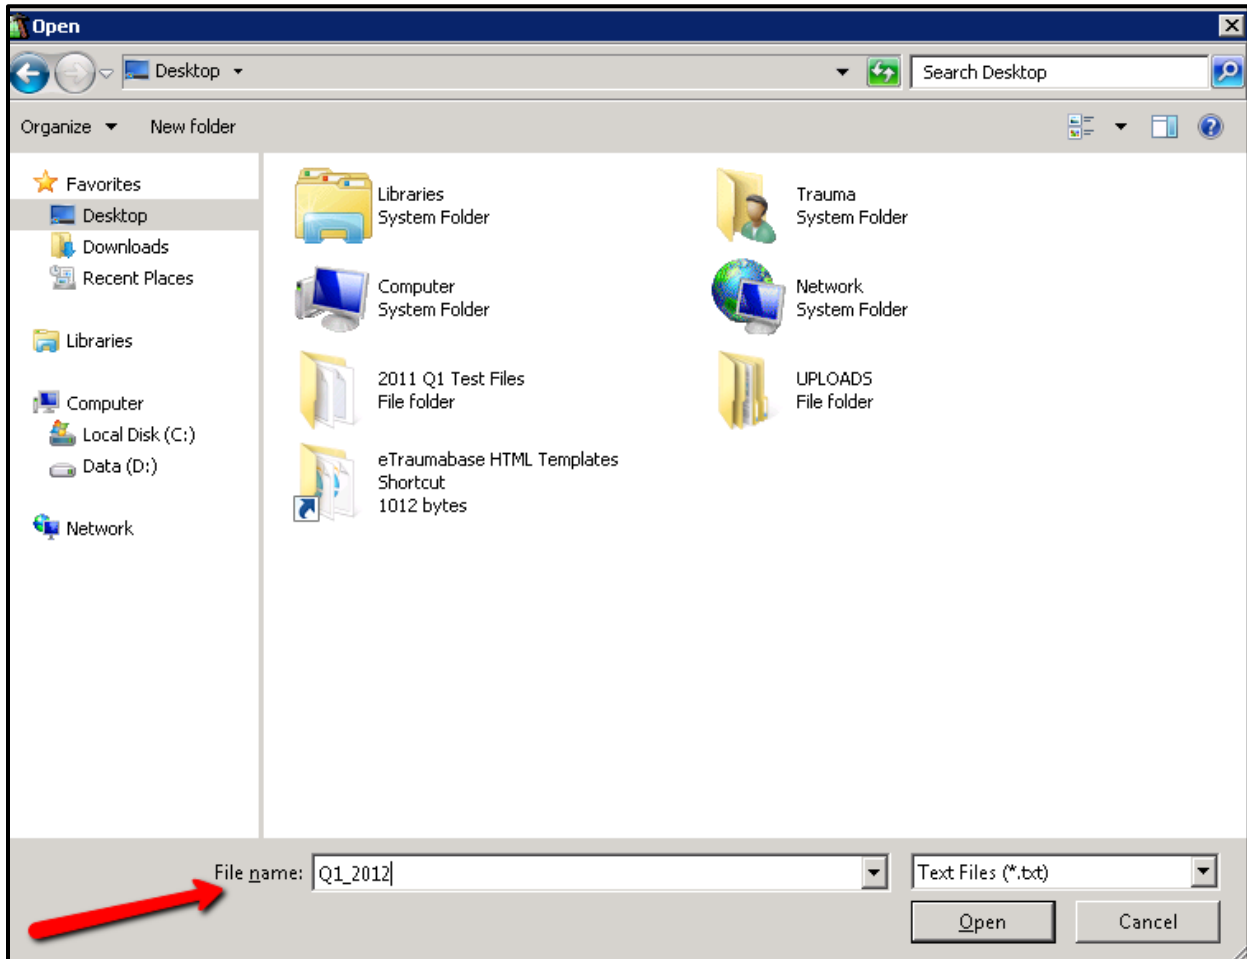 Open
Desktop
Search Desktop
Organize
New folder
Favorites
Desktop
Downloads
Recent Places
Libraries
Computer
Local Disk (C:)
Data (D:)
Network
Libraries
System Folder
Trauma
System Folder
Computer
System Folder
Network
System Folder
2011 Q1 Test Files
File folder
UPLOADS
File folder
eTraumabase HTML Templates
Shortcut
1012 bytes
File name:
Q1_2012
Text Files (*.txt)
Open
Cancel